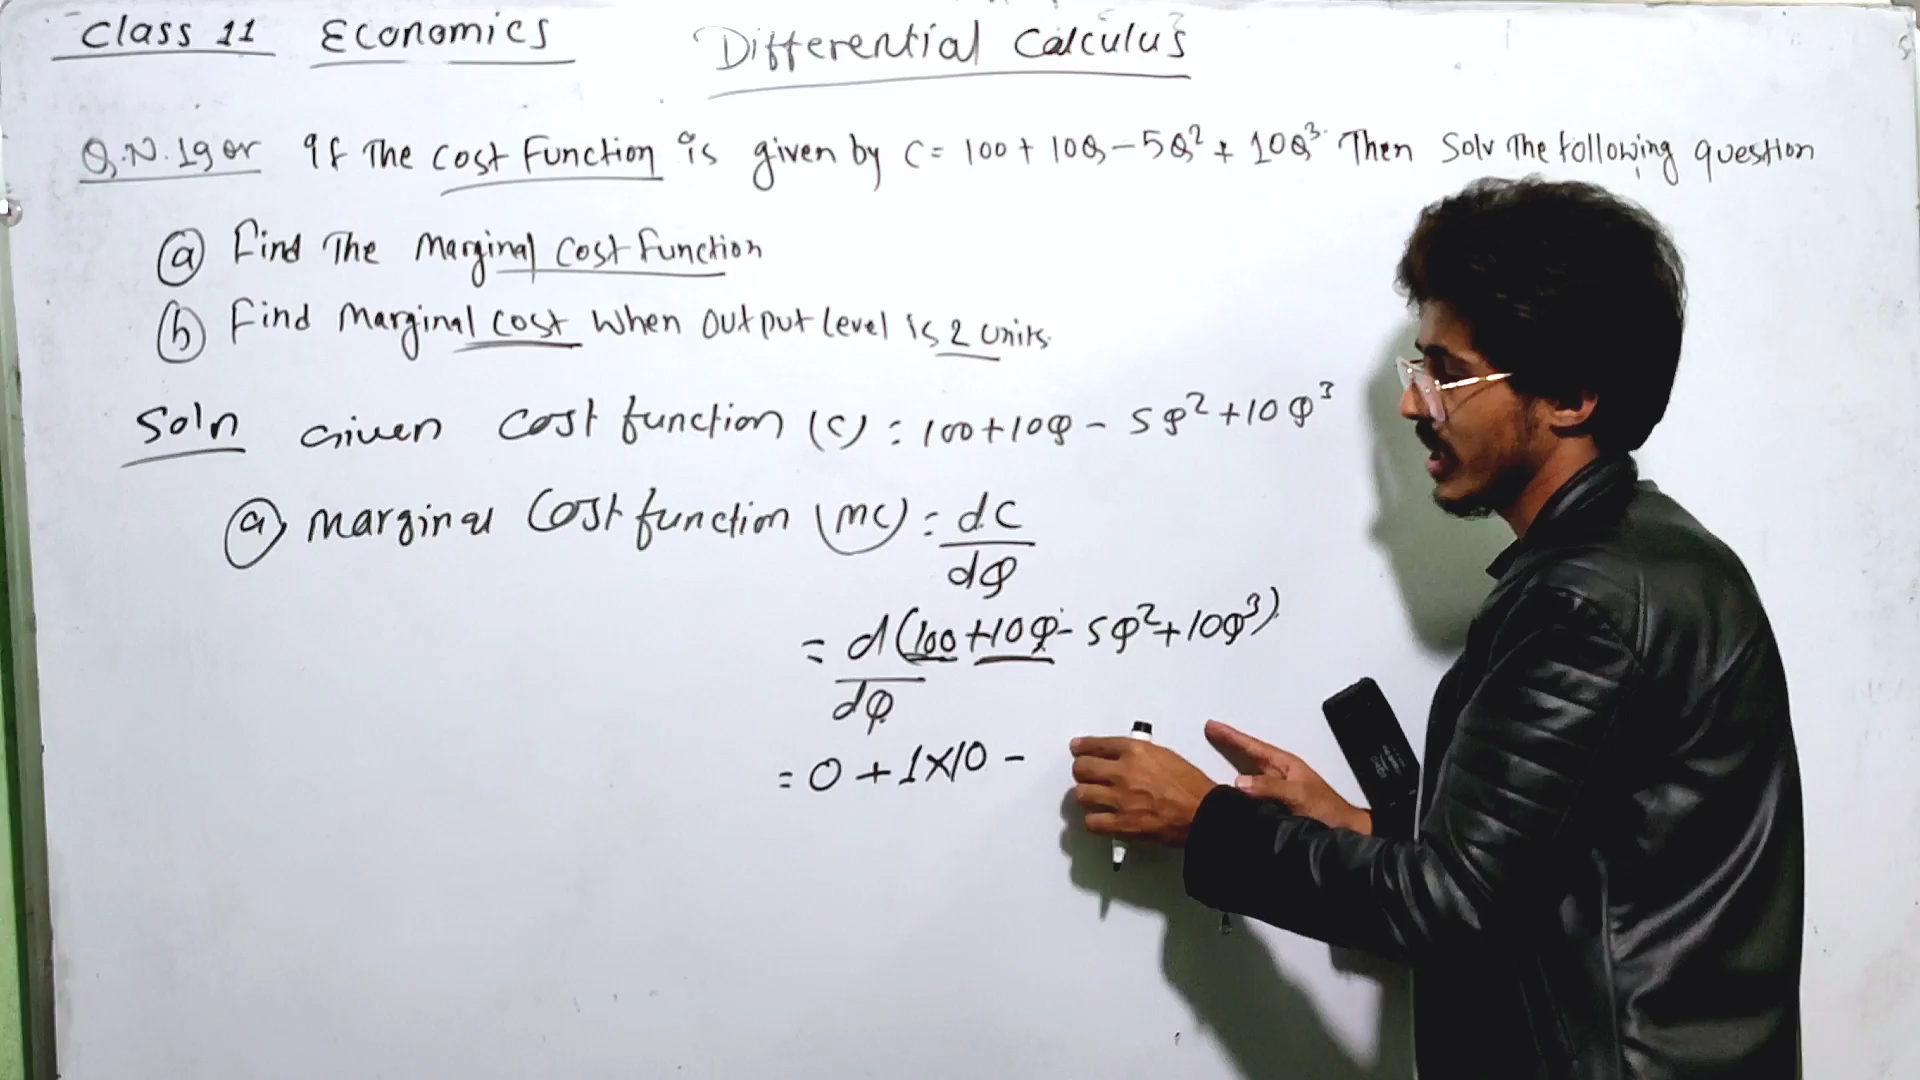 Class 11 Economics Differential Calculus
Q.N.19 or If The Cost Function is given by C = 100 + 10Q - 5Q² + 10Q³. Then Solv The following question
(a) Find The Marginal Cost Function
(b) Find Marginal Cost When Output Level is 2 Units.
Soln Given Cost function (C) = 100 + 10Q - 5Q² + 10Q³
(a) Marginal Cost function (MC) = dC/dQ
= d(100 + 10Q - 5Q² + 10Q³)/dQ
= 0 + 1×10 -